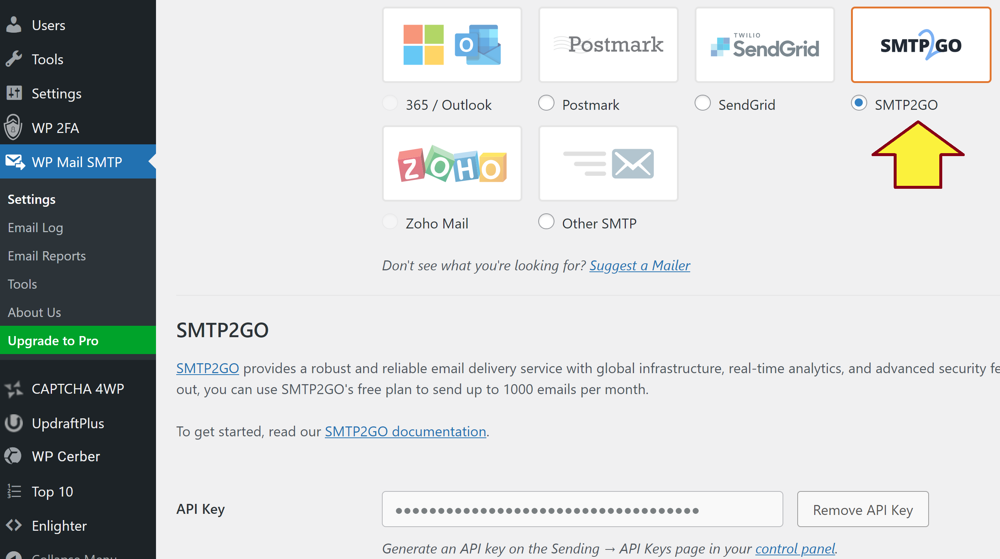 Users
Tools
Settings
WP 2FA
WP Mail SMTP
Settings
Email Log
Email Reports
Tools
About Us
Upgrade to Pro
CAPTCHA 4WP
UpdraftPlus
WP Cerber
Top 10
Enlighter
Collapse Menu
O
Postmark
TWILIO
SendGrid
SMTP2GO
365 / Outlook
Postmark
SendGrid
SMTP2GO
ZOHO
Zoho Mail
Other SMTP
Don't see what you're looking for? Suggest a Mailer
SMTP2GO
SMTP2GO provides a robust and reliable email delivery service with global infrastructure, real-time analytics, and advanced security fe
out, you can use SMTP2GO's free plan to send up to 1000 emails per month.
To get started, read our SMTP2GO documentation.
API Key
Remove API Key
Generate an API key on the Sending → API Keys page in your control panel.